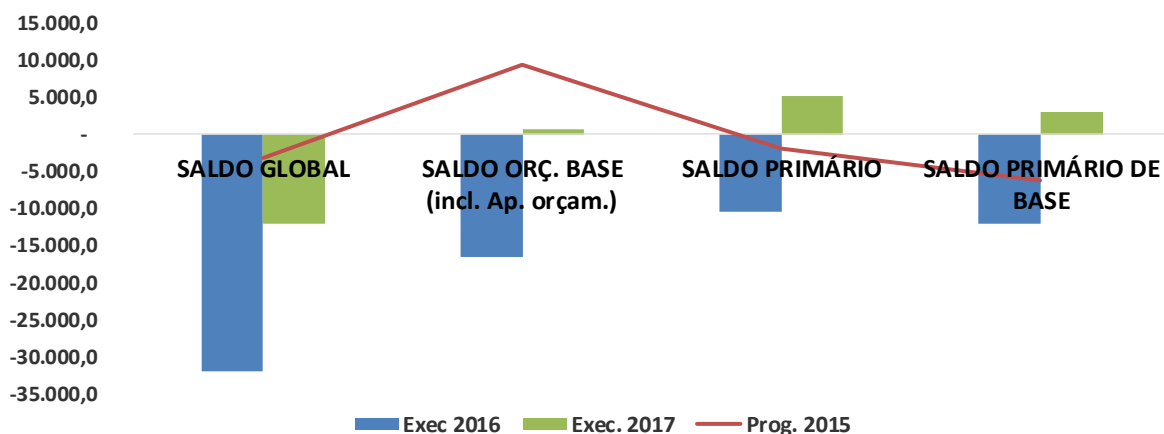 15.000,0
10.000,0
5.000,0
-
-5.000,0
-10.000,0
-15.000,0
-20.000,0
-25.000,0
-30.000,0
-35.000,0
SALDO GLOBAL
SALDO ORÇ. BASE
(incl. Ap. orçam.)
SALDO PRIMÁRIO
SALDO PRIMÁRIO DE
BASE
Exec 2016
Exec. 2017
Prog. 2015